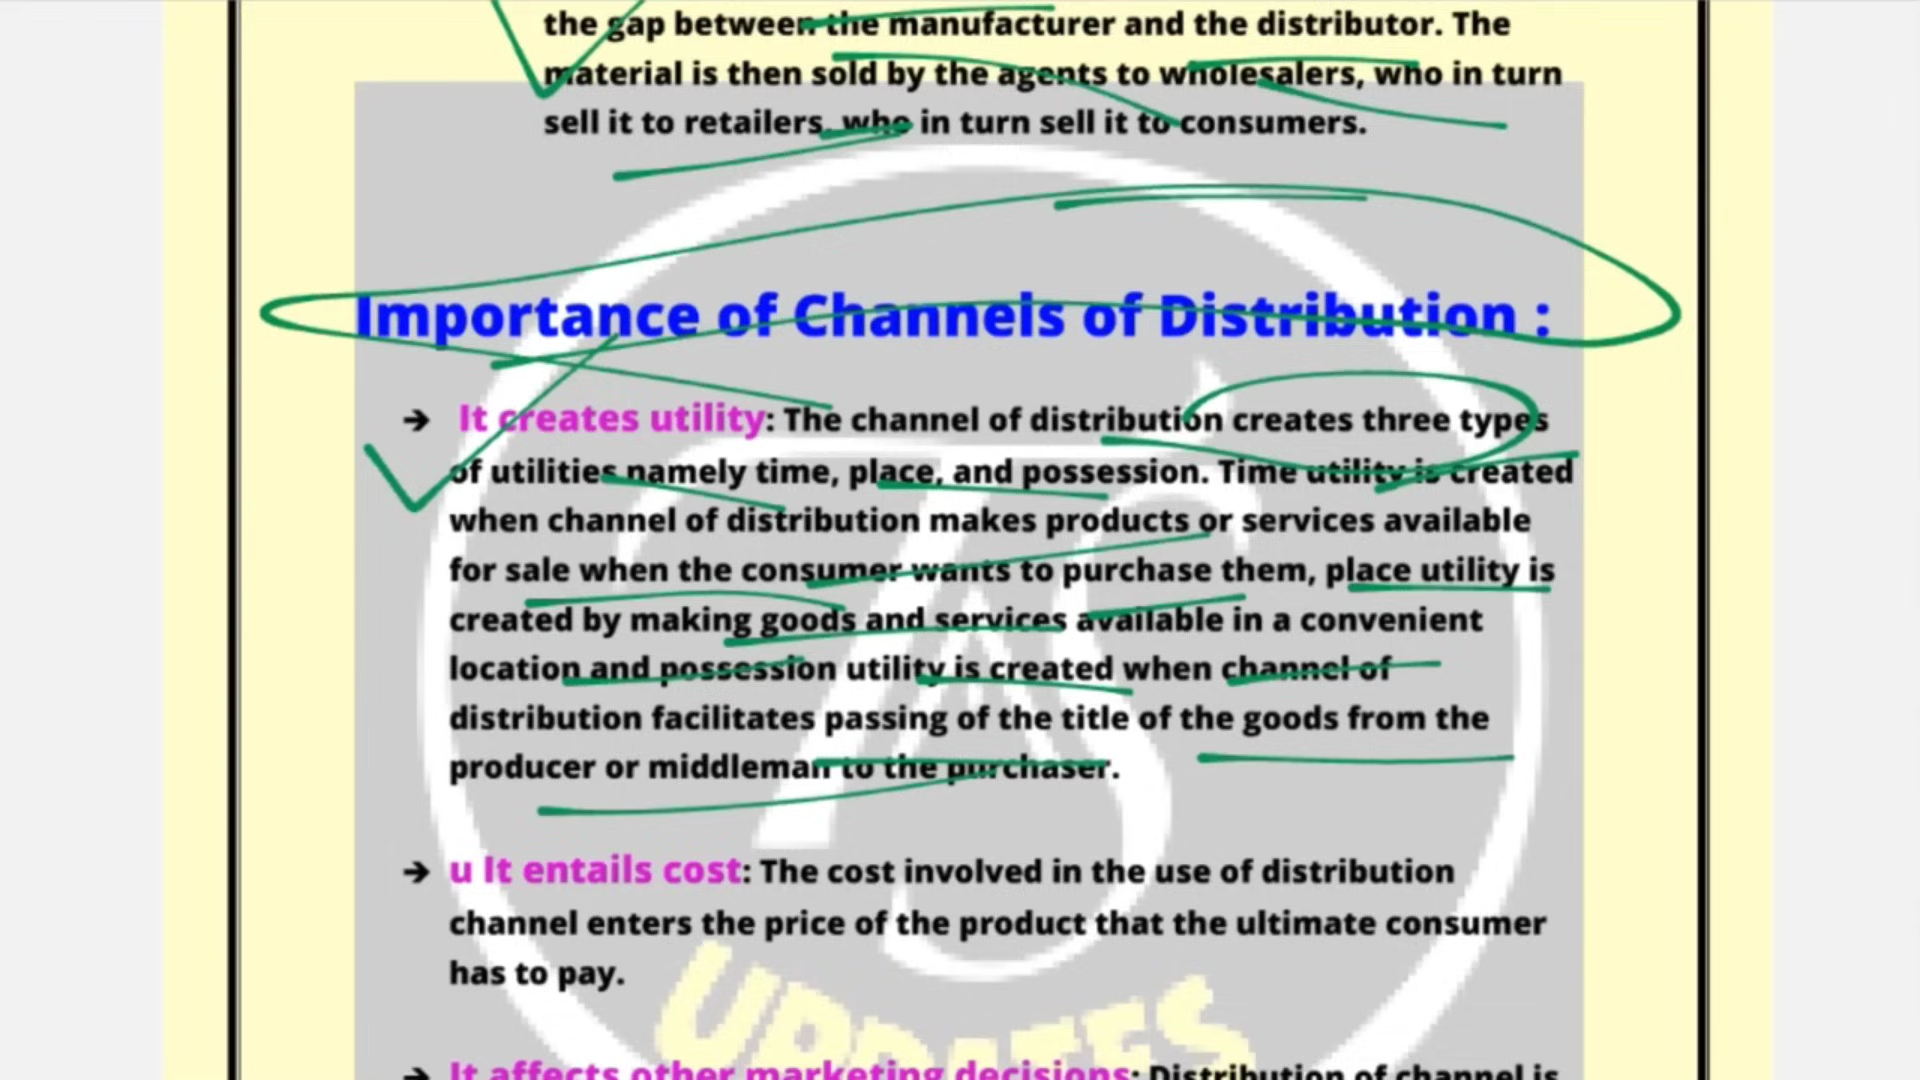 the gap between the manufacturer and the distributor. The
material is then sold by the agents to wholesalers, who in turn
sell it to retailers, who in turn sell it to consumers.
Importance of Channels of Distribution :
➔ It creates utility: The channel of distribution creates three types
of utilities namely time, place, and possession. Time utility is created
when channel of distribution makes products or services available
for sale when the consumer wants to purchase them, place utility is
created by making goods and services available in a convenient
location and possession utility is created when channel of
distribution facilitates passing of the title of the goods from the
producer or middleman to the purchaser.
➔ u It entails cost: The cost involved in the use of distribution
channel enters the price of the product that the ultimate consumer
has to pay.
UPDATES
➔ It affects other marketing decisions: Distribution of channel is